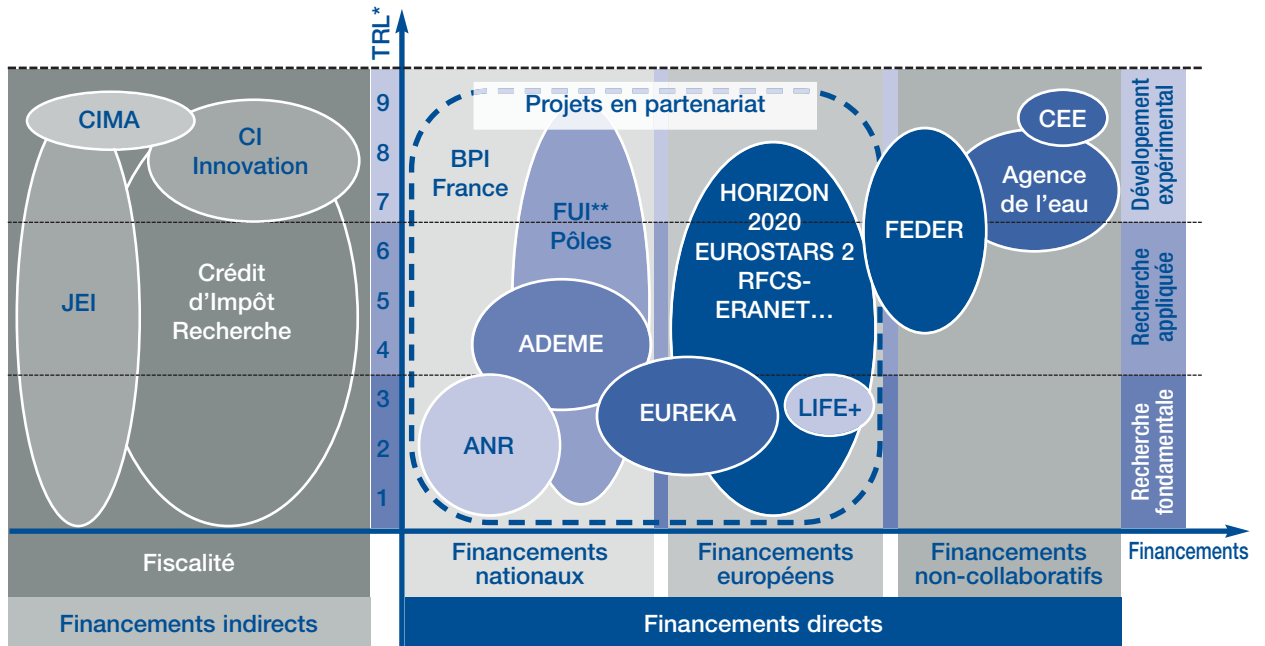 TRL*
9
8
7
6
5
4
3
2
1
CIMA
CI
Innovation
JEI
Crédit
d'Impôt
Recherche
Projets en partenariat
BPI
France
FUI**
Pôles
ADEME
ANR
EUREKA
HORIZON
2020
EUROSTARS 2
RFCS-
ERANET…
LIFE+
FEDER
CEE
Agence
de l'eau
Dévelopement
expérimental
Recherche
appliquée
Recherche
fondamentale
Fiscalité
Financements
nationaux
Financements
européens
Financements
non-collaboratifs
Financements
Financements indirects
Financements directs